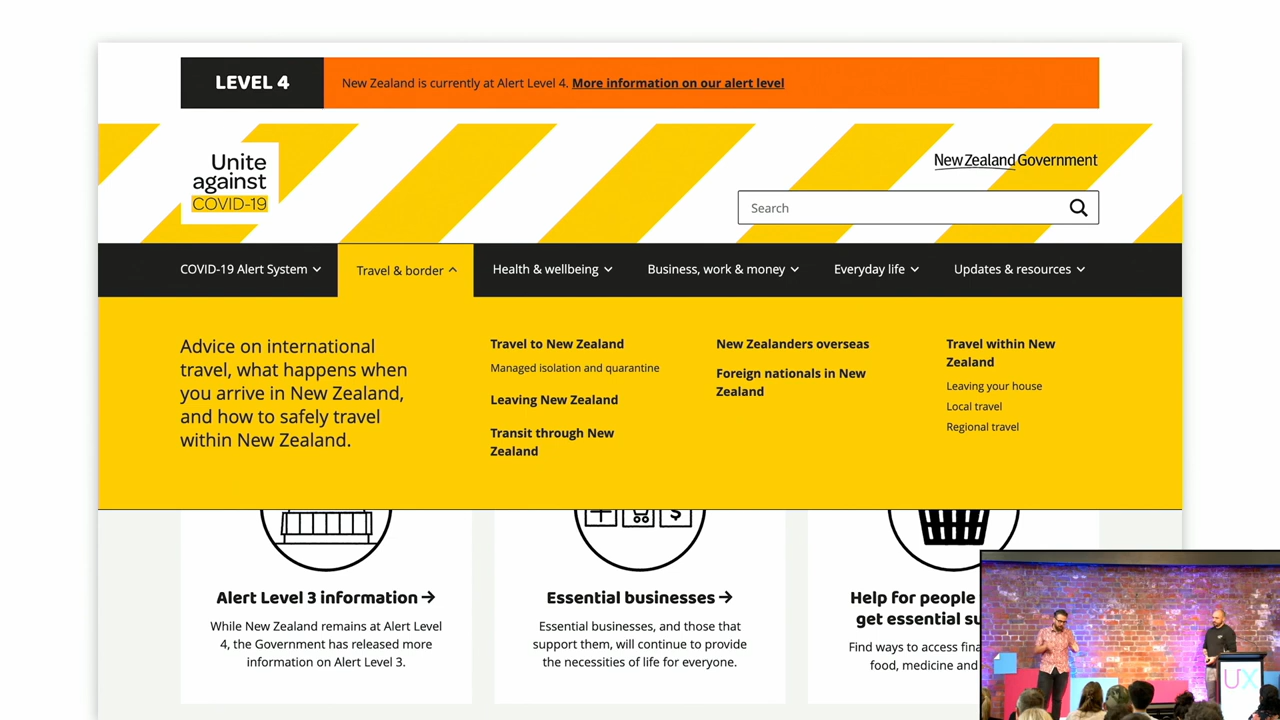 LEVEL 4
New Zealand is currently at Alert Level 4. More information on our alert level
Unite
against
COVID-19
New Zealand Government
Search
COVID-19 Alert System
Travel & border
Health & wellbeing
Business, work & money
Everyday life
Updates & resources
Advice on international
travel, what happens when
you arrive in New Zealand,
and how to safely travel
within New Zealand.
Travel to New Zealand
Managed isolation and quarantine
Leaving New Zealand
Transit through New
Zealand
New Zealanders overseas
Foreign nationals in New
Zealand
Travel within New
Zealand
Leaving your house
Local travel
Regional travel
Alert Level 3 information →
While New Zealand remains at Alert Level
4, the Government has released more
information on Alert Level 3.
Essential businesses →
Essential businesses, and those that
support them, will continue to provide
the necessities of life for everyone.
Help for people
get essential su
Find ways to access fina
food, medicine and
UX